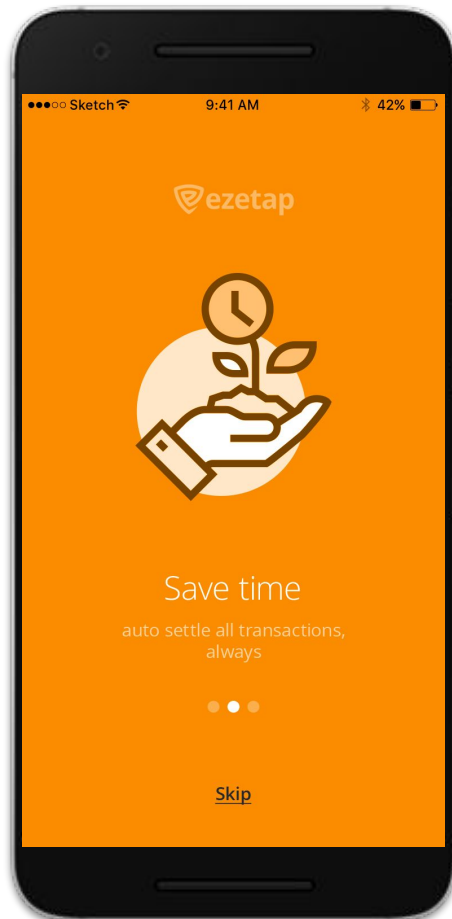 Sketch 9:41 AM 42%
ezetap
Save time
auto settle all transactions,
always
Skip